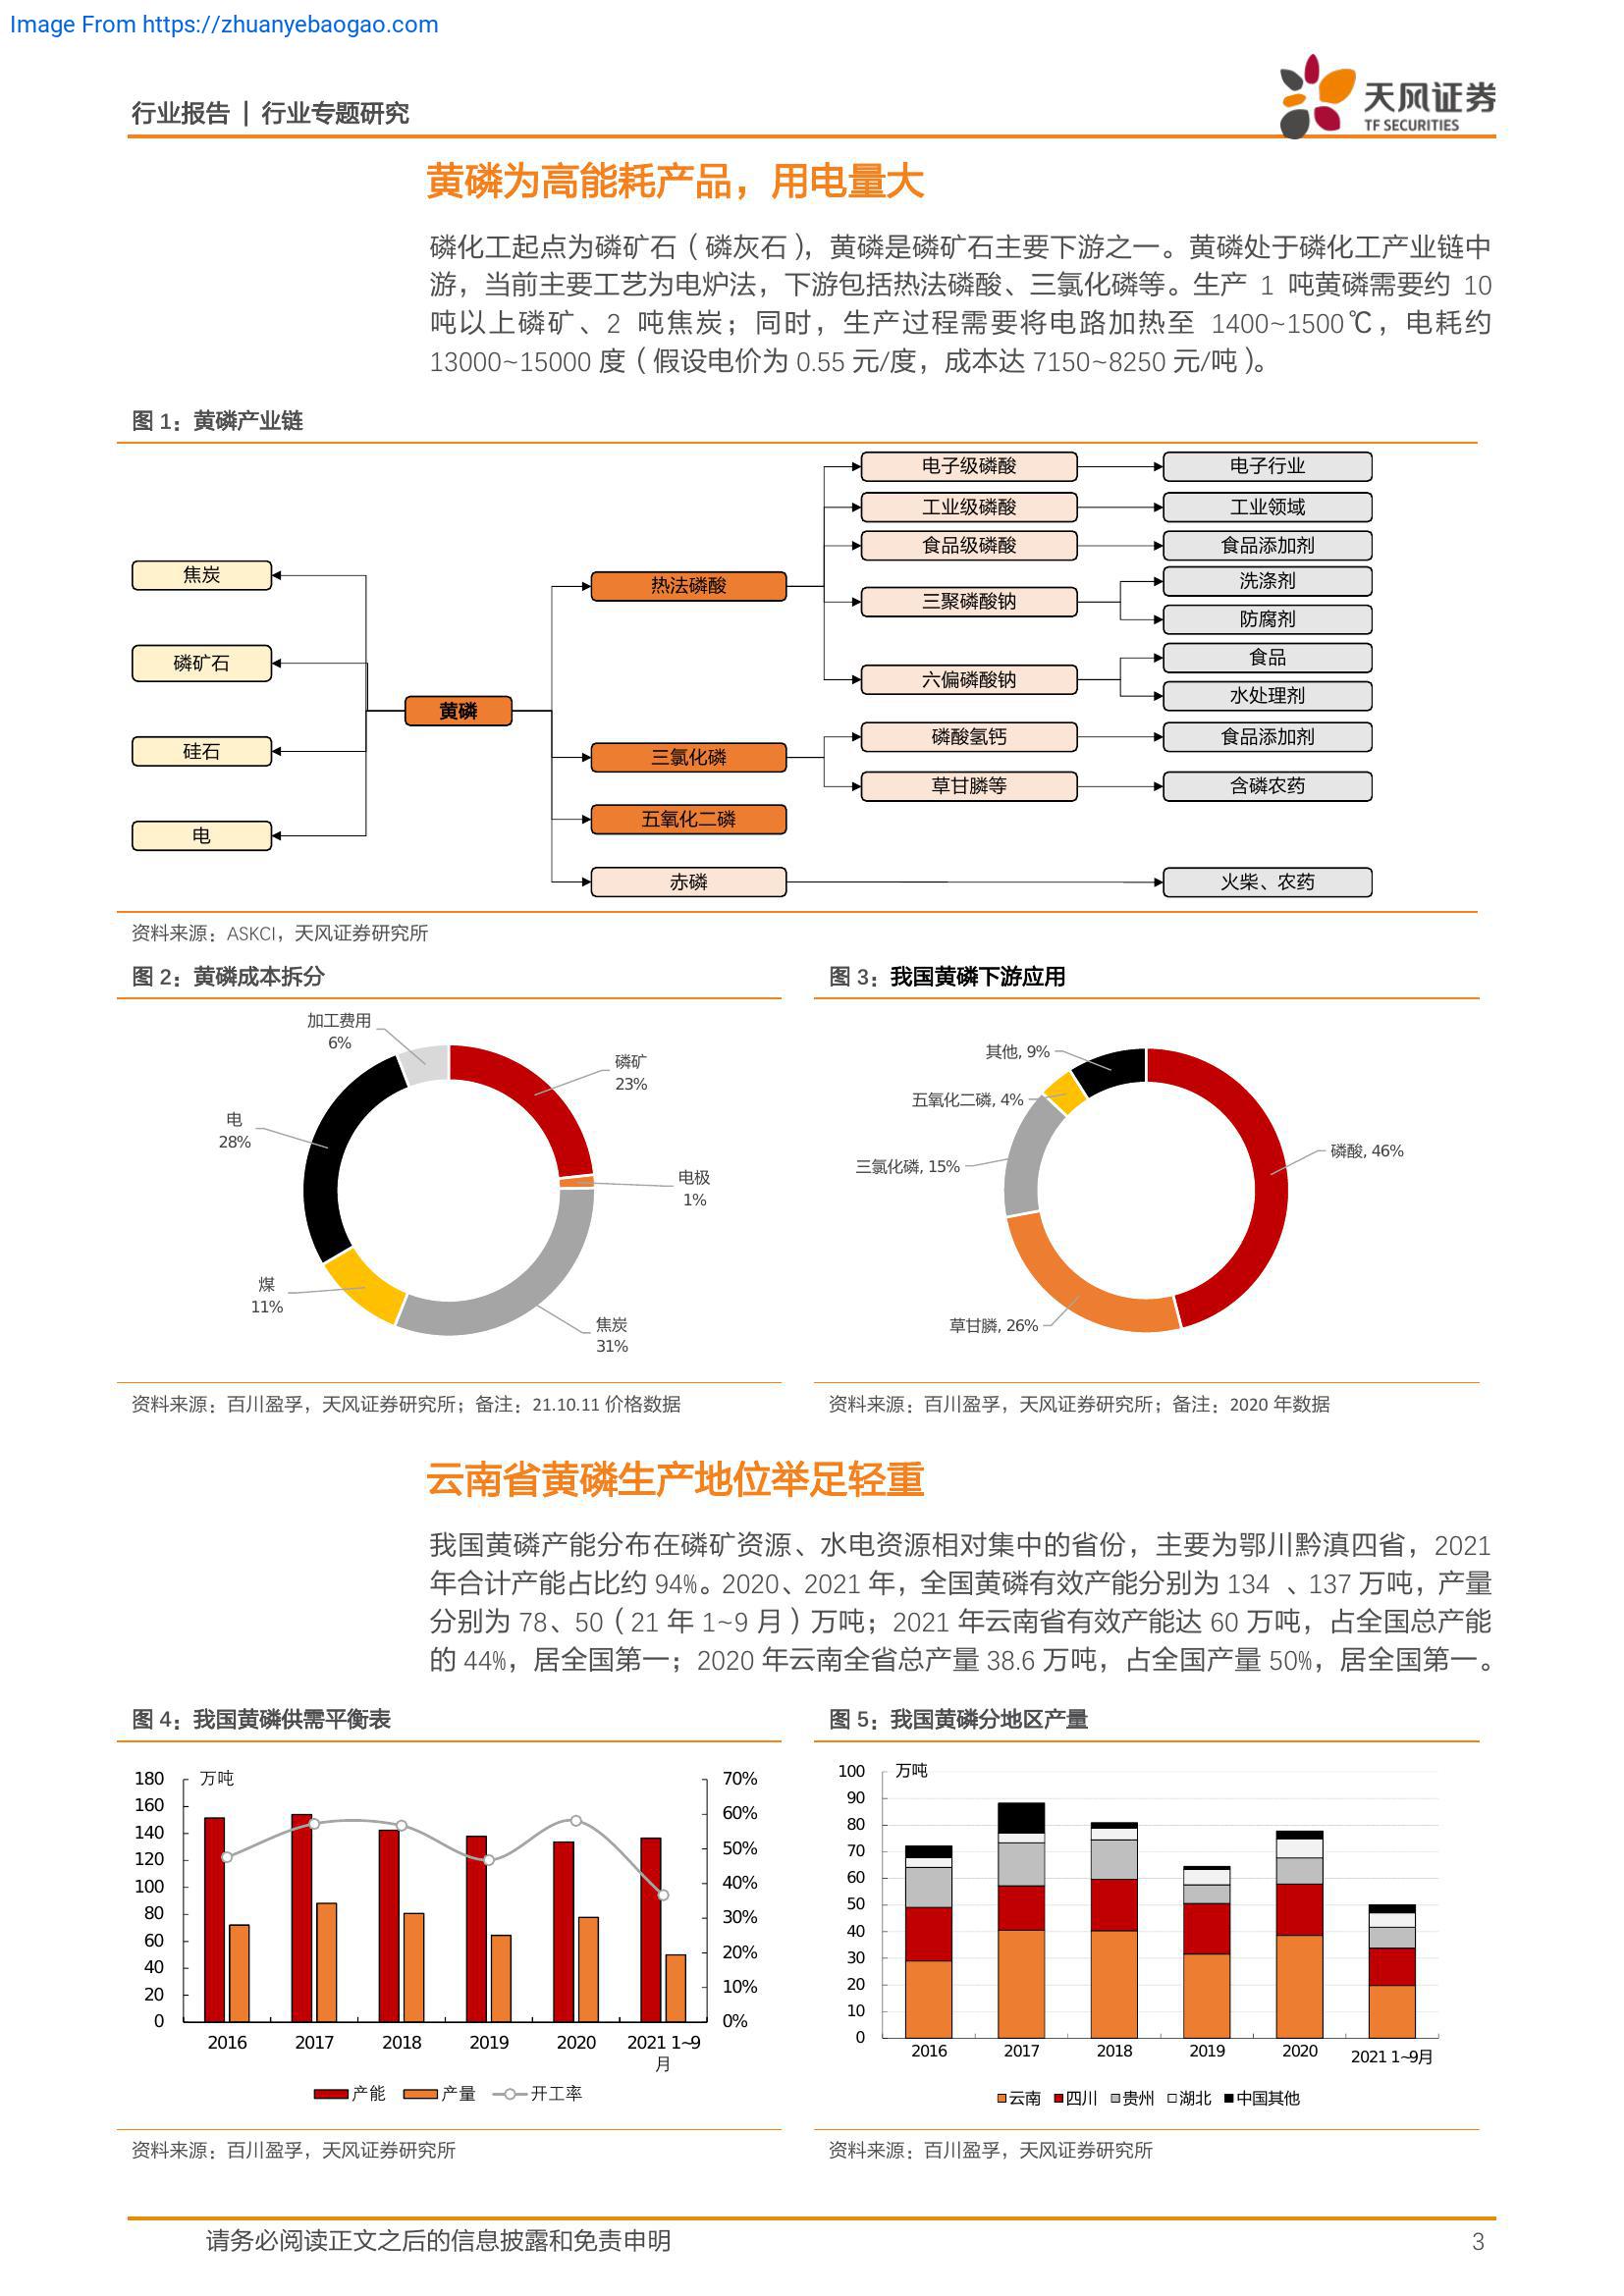 Image From https://zhuanyebaogao.com
行业报告 | 行业专题研究
天风证券
TF SECURITIES
黄磷为高能耗产品，用电量大
磷化工起点为磷矿石（磷灰石），黄磷是磷矿石主要下游之一。黄磷处于磷化工产业链中
游，当前主要工艺为电炉法，下游包括热法磷酸、三氯化磷等。生产 1 吨黄磷需要约 10
吨以上磷矿、2 吨焦炭；同时，生产过程需要将电路加热至 1400~1500℃，电耗约
13000~15000 度（假设电价为 0.55 元/度，成本达 7150~8250 元/吨）。
图 1：黄磷产业链
焦炭
磷矿石
硅石
电
黄磷
热法磷酸
三氯化磷
五氧化二磷
赤磷
电子级磷酸
工业级磷酸
食品级磷酸
三聚磷酸钠
六偏磷酸钠
磷酸氢钙
草甘膦等
电子行业
工业领域
食品添加剂
洗涤剂
防腐剂
食品
水处理剂
食品添加剂
含磷农药
火柴、农药
资料来源：ASKCI，天风证券研究所
图 2：黄磷成本拆分
加工费用
6%
磷矿
23%
电
28%
电极
1%
煤
11%
焦炭
31%
资料来源：百川盈孚，天风证券研究所；备注：21.10.11 价格数据
图 3：我国黄磷下游应用
其他, 9%
五氧化二磷, 4%
三氯化磷, 15%
磷酸, 46%
草甘膦, 26%
资料来源：百川盈孚，天风证券研究所；备注：2020 年数据
云南省黄磷生产地位举足轻重
我国黄磷产能分布在磷矿资源、水电资源相对集中的省份，主要为鄂川黔滇四省，2021
年合计产能占比约 94%。2020、2021 年，全国黄磷有效产能分别为 134 、137 万吨，产量
分别为 78、50（21 年 1~9 月）万吨；2021 年云南省有效产能达 60 万吨，占全国总产能
的 44%，居全国第一；2020 年云南全省总产量 38.6 万吨，占全国产量 50%，居全国第一。
图 4：我国黄磷供需平衡表
万吨
180
160
140
120
100
80
60
40
20
0
70%
60%
50%
40%
30%
20%
10%
0%
2016
2017
2018
2019
2020
2021 1~9
月
产能
产量
开工率
资料来源：百川盈孚，天风证券研究所
图 5：我国黄磷分地区产量
万吨
100
90
80
70
60
50
40
30
20
10
0
2016
2017
2018
2019
2020
2021 1~9月
云南
四川
贵州
湖北
中国其他
资料来源：百川盈孚，天风证券研究所
请务必阅读正文之后的信息披露和免责申明
3